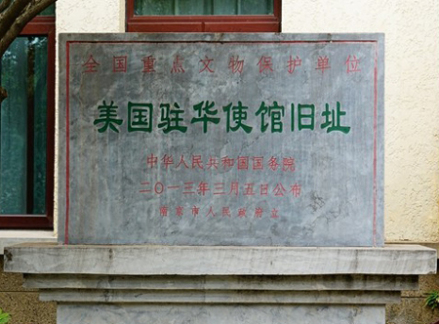 全国重点文物保护单位
美国驻华使馆旧址
中华人民共和国国务院
二〇一三年三月五日公布
南京市人民政府立